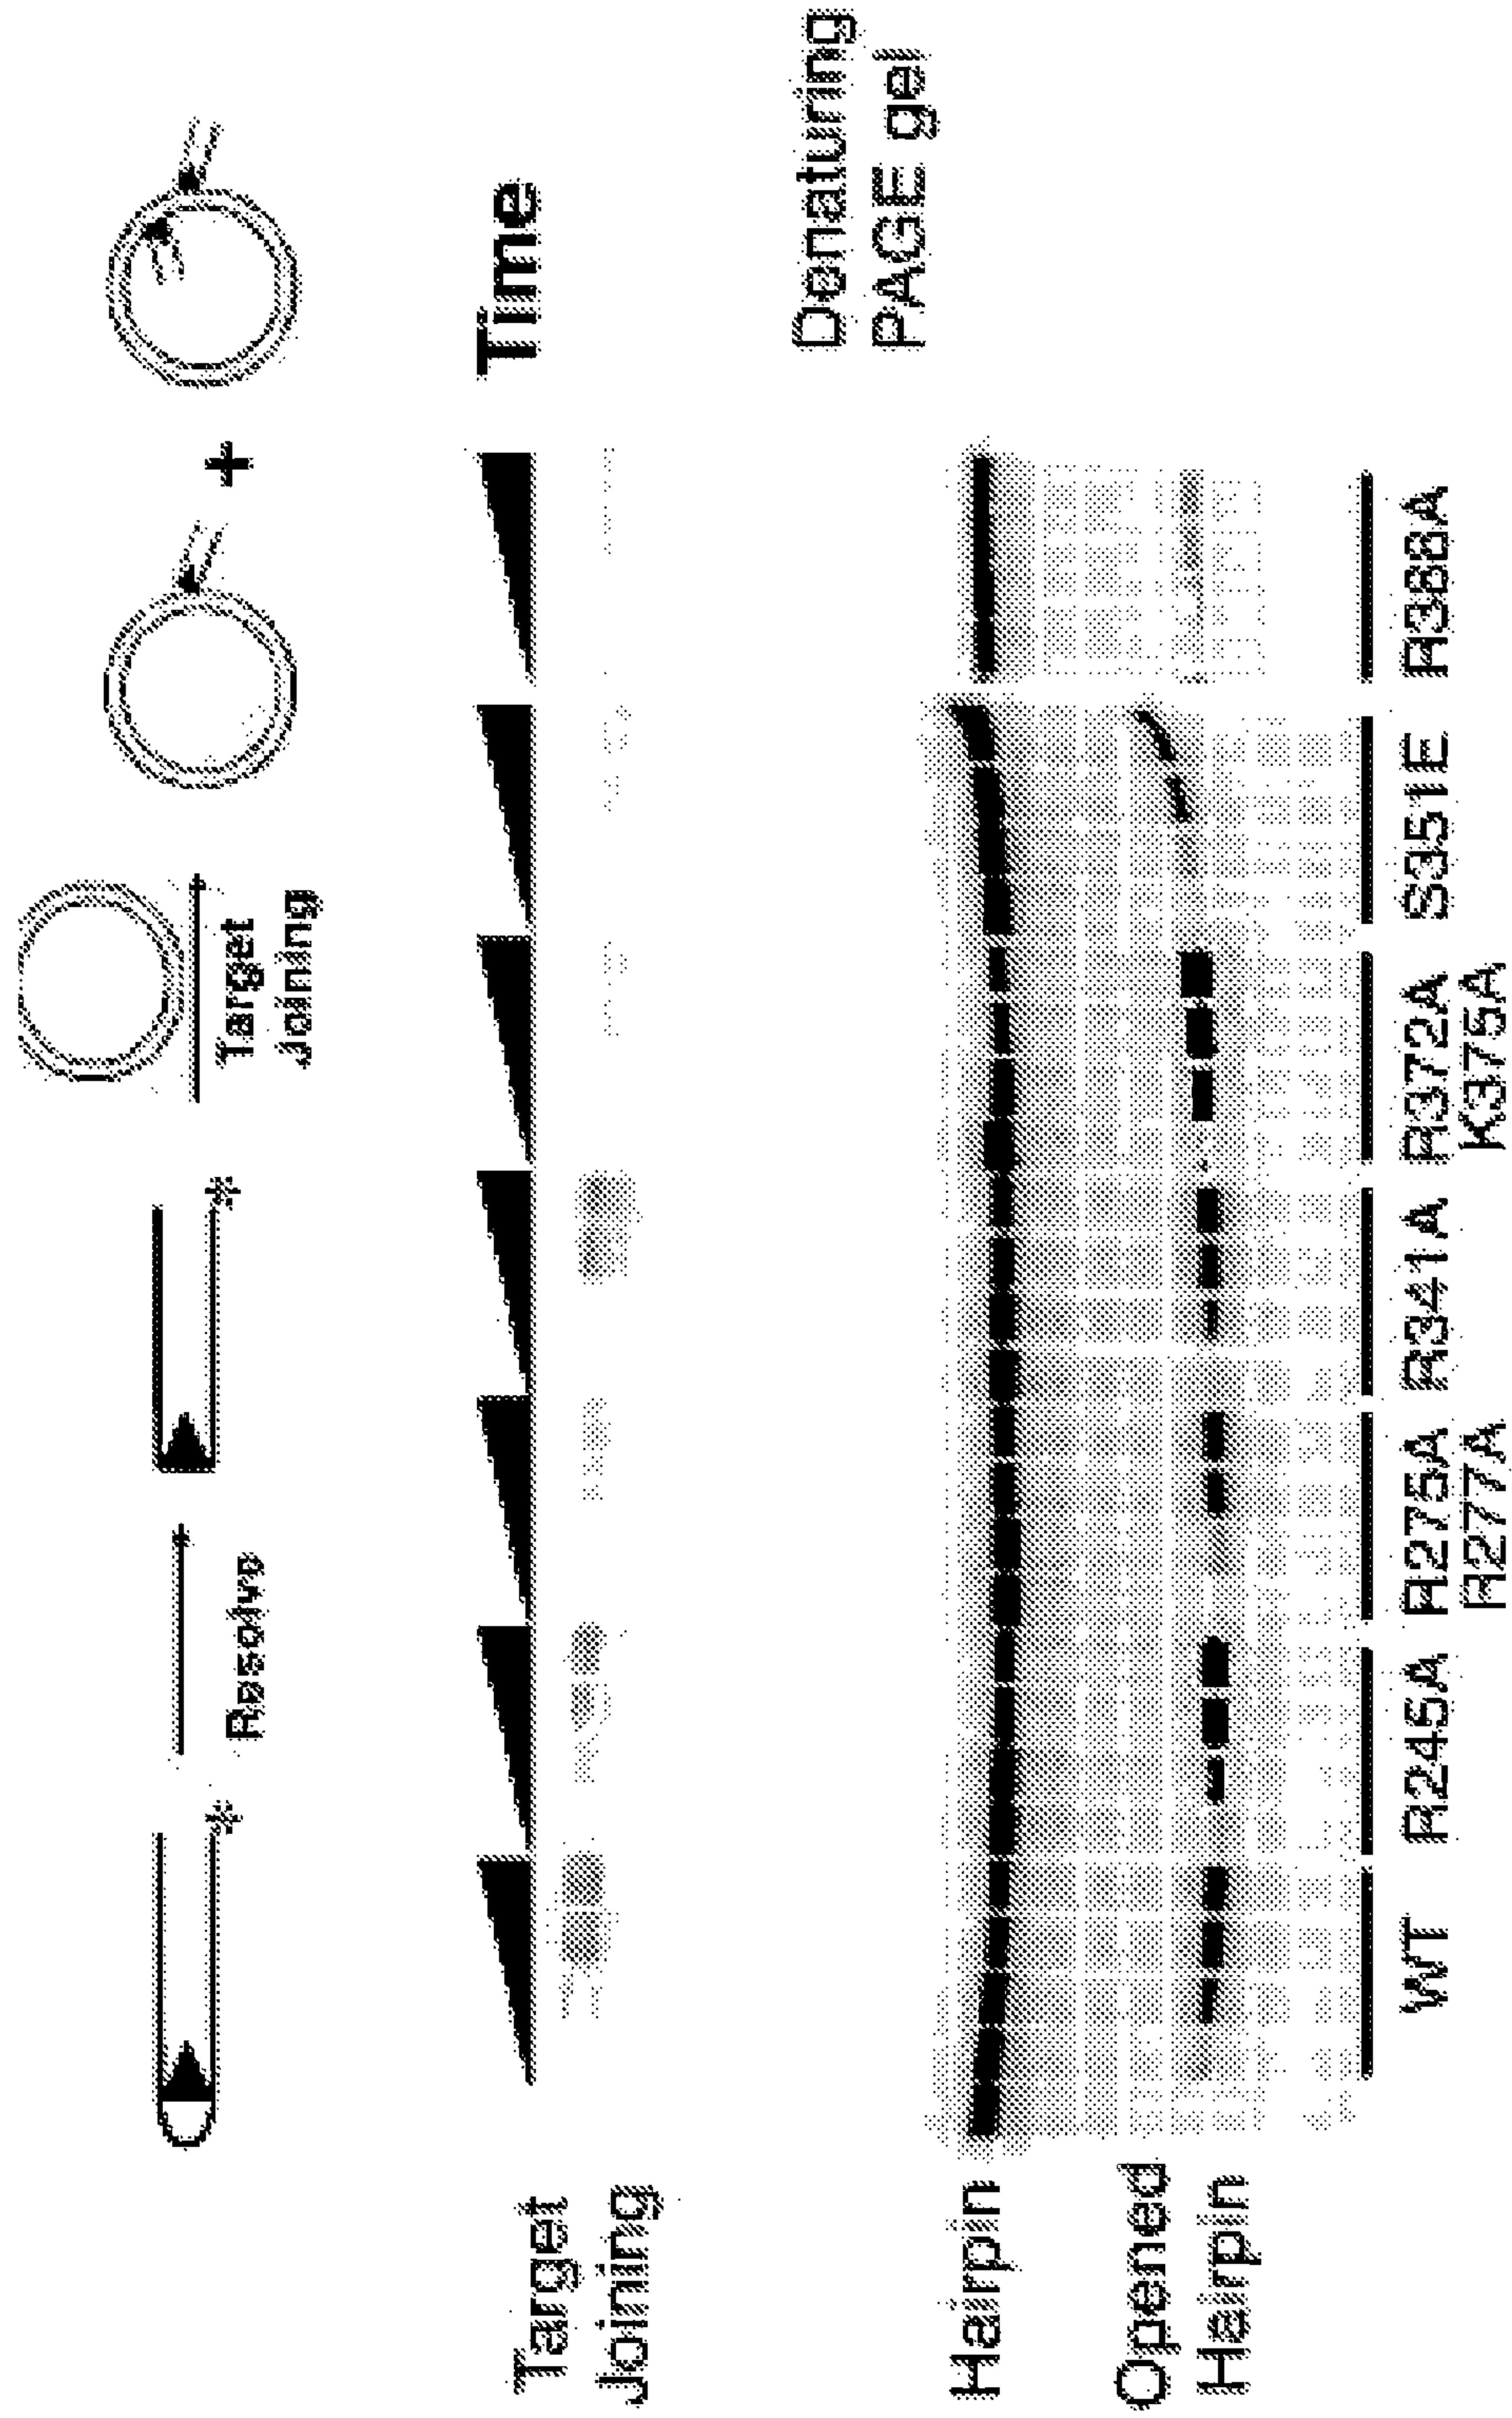 Resolve
Target
Joining
+
Target
Joining
Time
Hairpin
Denaturing
PAGE gel
Opened
Hairpin
WT
R245A
R275A
R277A
R341A
R372A
K375A
S351E
R388A